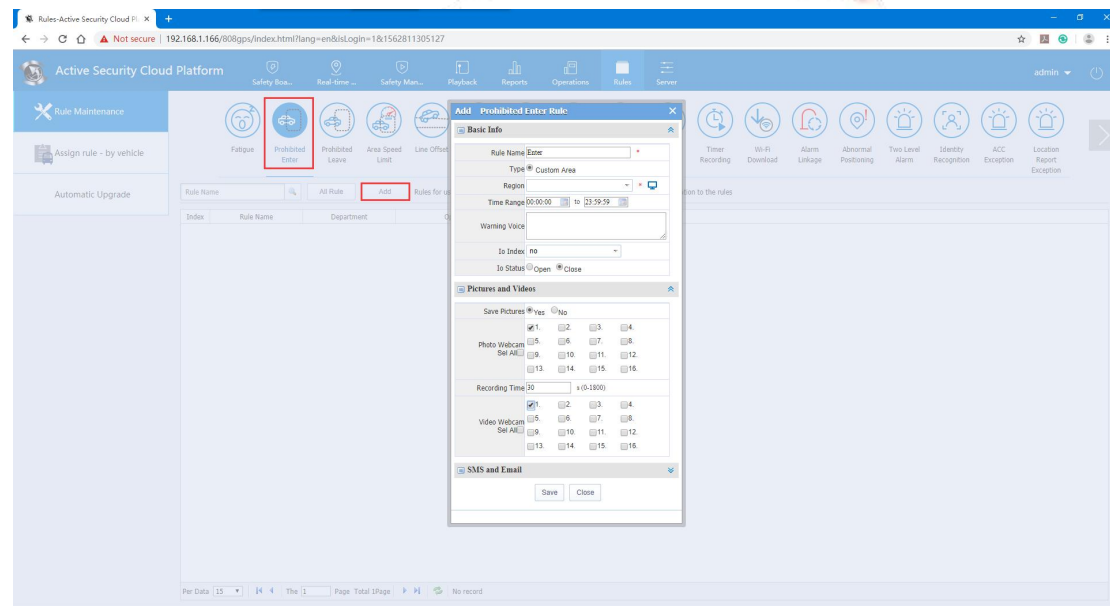 Rules-Active Security Cloud Pl
Not secure | 192.168.1.166/808gps/index.html?lang=en&isLogin=1&1562811305127
Active Security Cloud Platform
Safety Boa... Real-time ... Safety Man... Playback Reports Operations Rules Server
admin
Rule Maintenance
Assign rule - by vehicle
Automatic Upgrade
Fatigue
Prohibited Enter
Prohibited Leave
Area Speed Limit
Line Offset
Timer Recording
Wi-Fi Download
Alarm Linkage
Abnormal Positioning
Two Level Alarm
Identity Recognition
ACC Exception
Location Report Exception
Rule Name All Rule Add Rules for us
tion to the rules
Index Rule Name Department
Add Prohibited Enter Rule
Basic Info
Rule Name Enter *
Type Custom Area
Region *
Time Range 00:00:00 to 23:59:59
Warning Voice
Io Index no
Io Status Open Close
Pictures and Videos
Save Pictures Yes No
Photo Webcam
Sel All
1. 2. 3. 4.
5. 6. 7. 8.
9. 10. 11. 12.
13. 14. 15. 16.
Recording Time 30 s (0-1800)
Video Webcam
Sel All
1. 2. 3. 4.
5. 6. 7. 8.
9. 10. 11. 12.
13. 14. 15. 16.
SMS and Email
Save Close
Per Data 15 The 1 Page Total 1Page No record